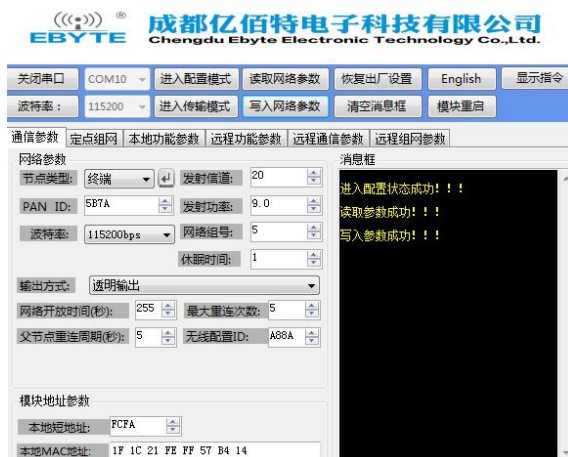 ((•)) ®
EBYTE 成都亿佰特电子科技有限公司
Chengdu Ebyte Electronic Technology Co.,Ltd.
关闭串口 COM10 进入配置模式 读取网络参数 恢复出厂设置 English 显示指令
波特率： 115200 进入传输模式 写入网络参数 清空消息框 模块重启
通信参数 定点组网 本地功能参数 远程功能参数 远程通信参数 远程组网参数
网络参数 消息框
节点类型: 终端 发射信道: 20
进入配置状态成功！！！
PAN ID: 5B7A 发射功率: 9.0
读取参数成功！！！
波特率: 115200bps 网络组号: 5
写入参数成功！！！
休眠时间: 1
输出方式: 透明输出
网络开放时间(秒): 255 最大重连次数: 5
父节点重连周期(秒): 5 无线配置ID: A88A
模块地址参数
本地短地址: FCFA
本地MAC地址: 1F 1C 21 FE FF 57 B4 14